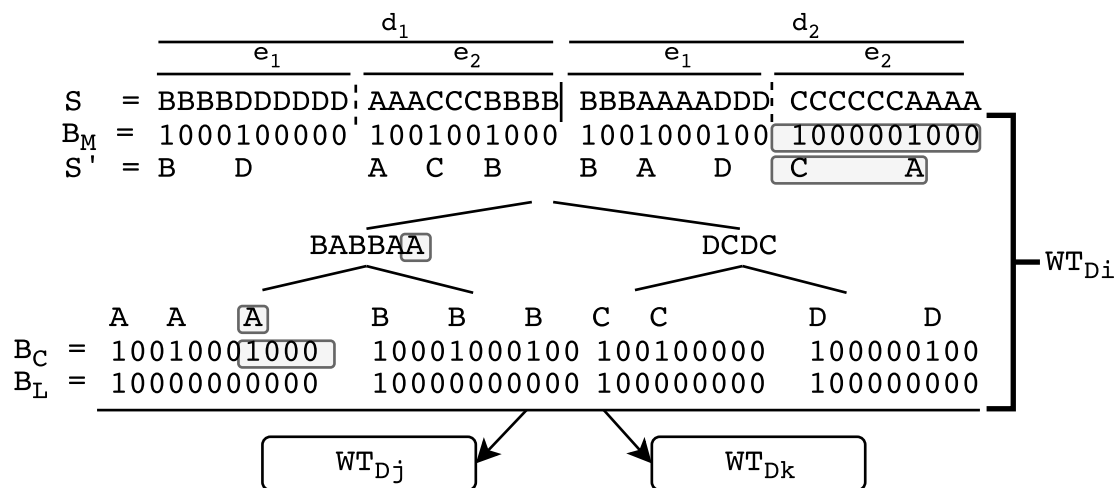 d1 d2
e1 e2 e1 e2
S = BBBBDDDDDD AAACCCBBBB BBBAAAADDD CCCCCCAAAA
BM = 1000100000 1001001000 1001000100 1000001000
S' = B D A C B B A D C A
BABBAA DCDC
WTDi
A A A B B B C C D D
BC = 10010001000 10001000100 100100000 100000100
BL = 10000000000 10000000000 100000000 100000000
WTDj WTDk